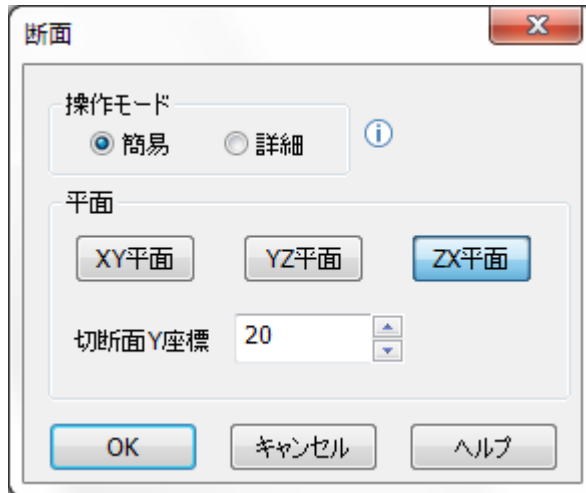 断面
操作モード
簡易 詳細
平面
XY平面 YZ平面 ZX平面
切断面Y座標 20
OK キャンセル ヘルプ